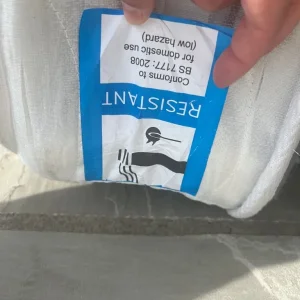 RESISTANT
Conforms to
BS 7177: 2008
for domestic use
(low hazard)